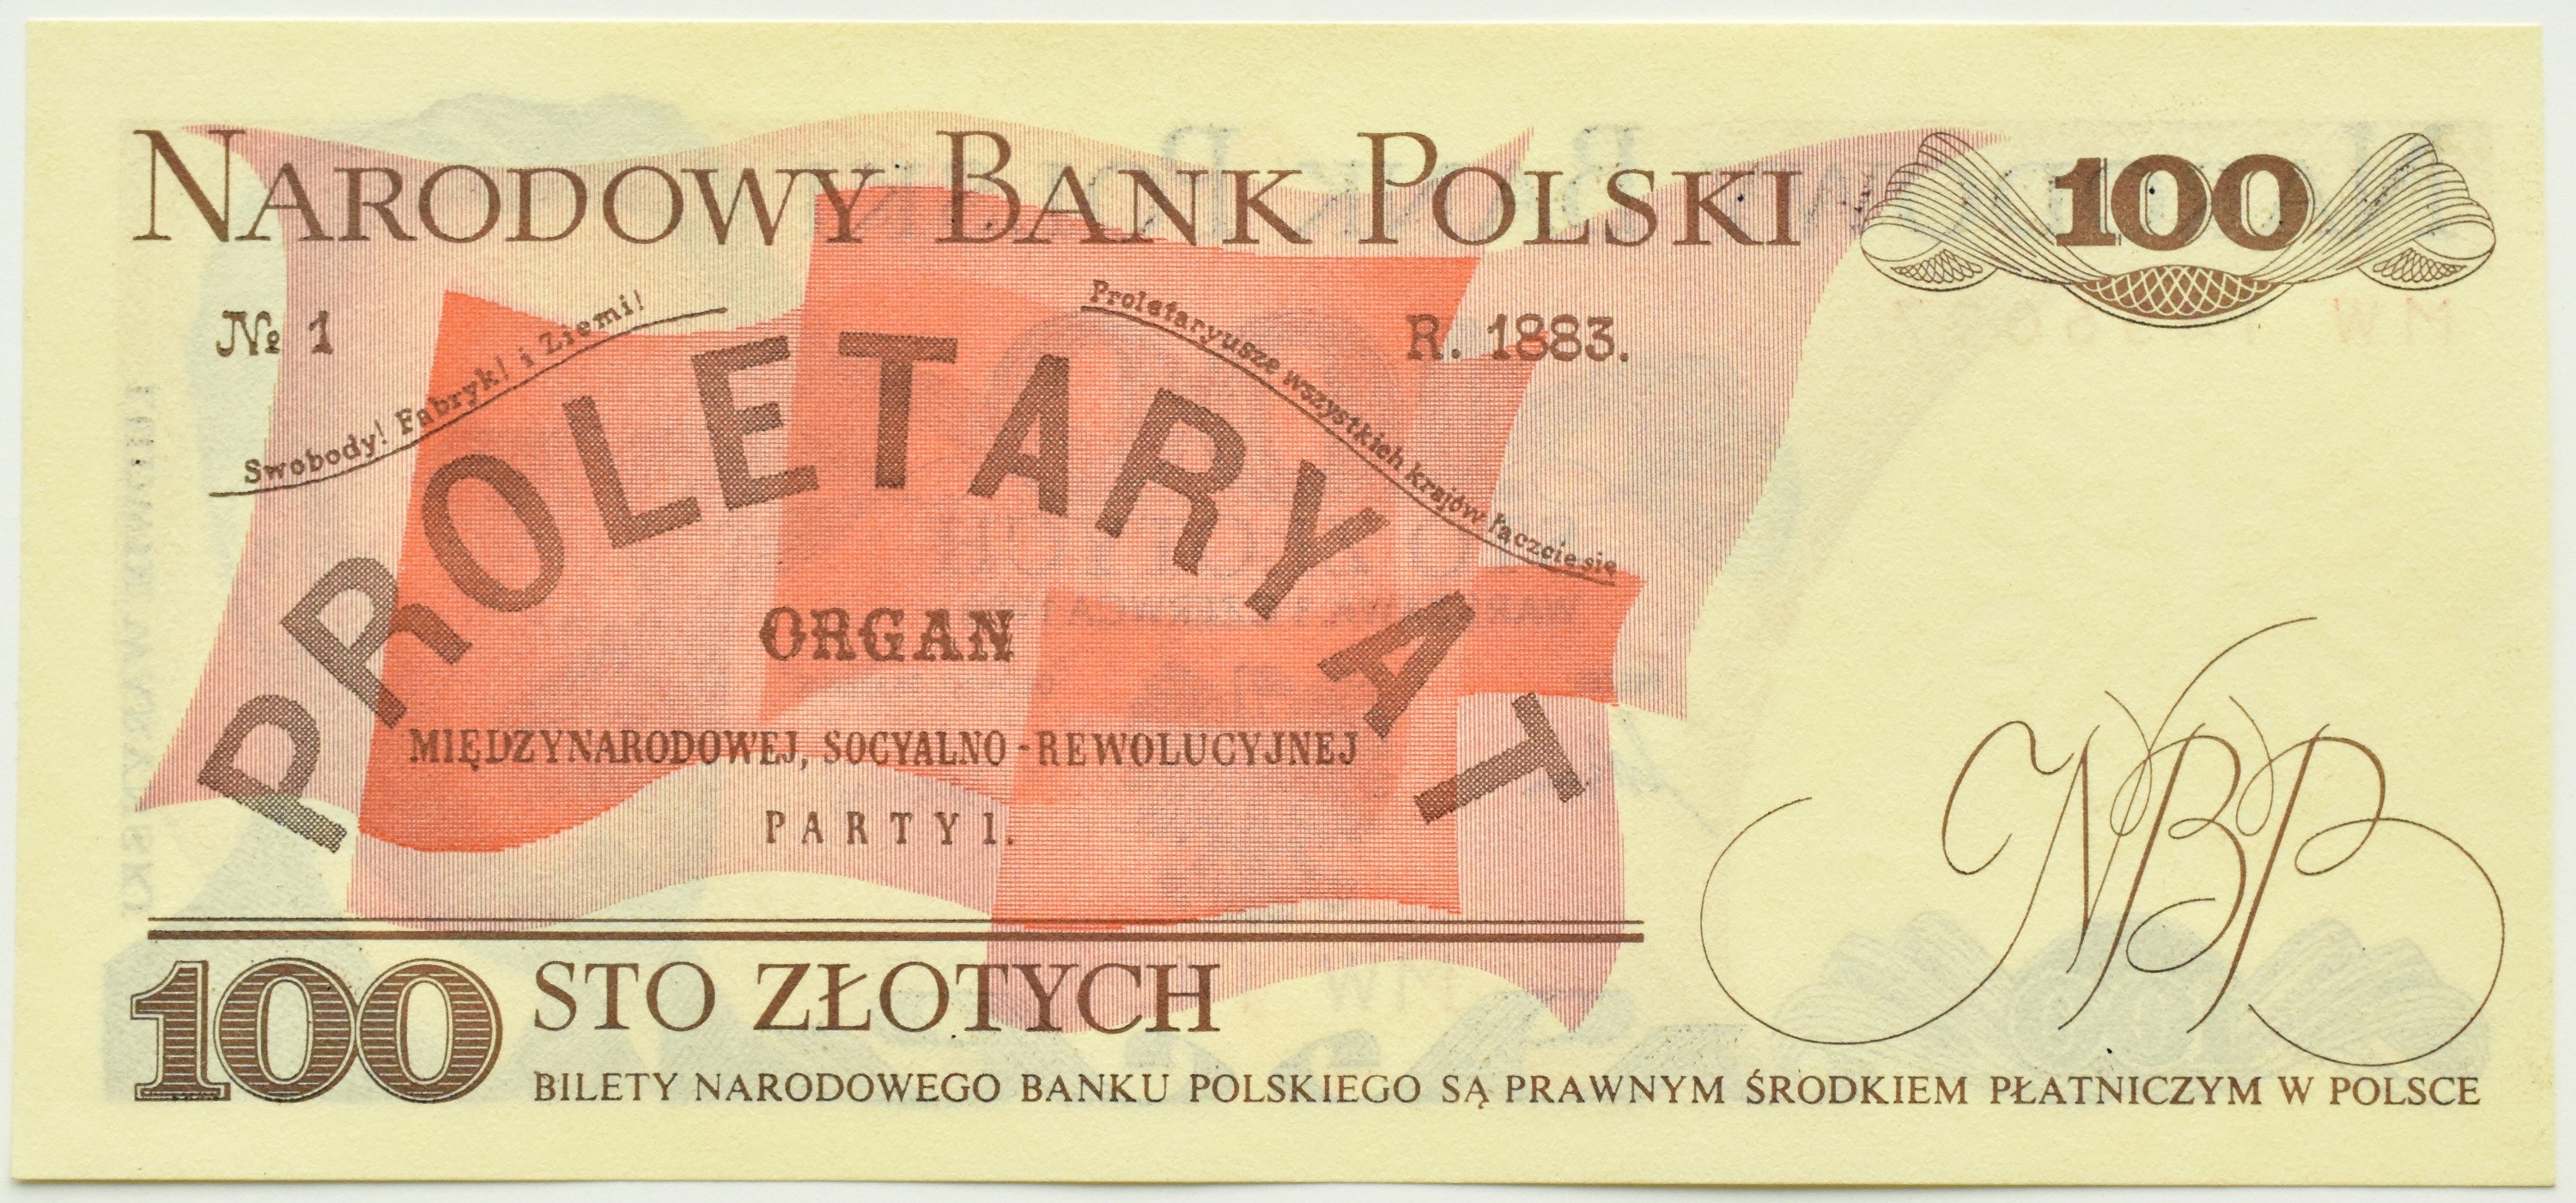 NARODOWY BANK POLSKI
100
№ 1
Swobody! Fabryk! i Ziemi!
Proletaryusze wszystkich krajów łączcie się
R. 1883.
PROLETARYAT
ORGAN
MIĘDZYNARODOWEJ, SOCYALNO-REWOLUCYJNEJ
PARTYI.
NBP
100
STO ZŁOTYCH
BILETY NARODOWEGO BANKU POLSKIEGO SĄ PRAWNYM ŚRODKIEM PŁATNICZYM W POLSCE